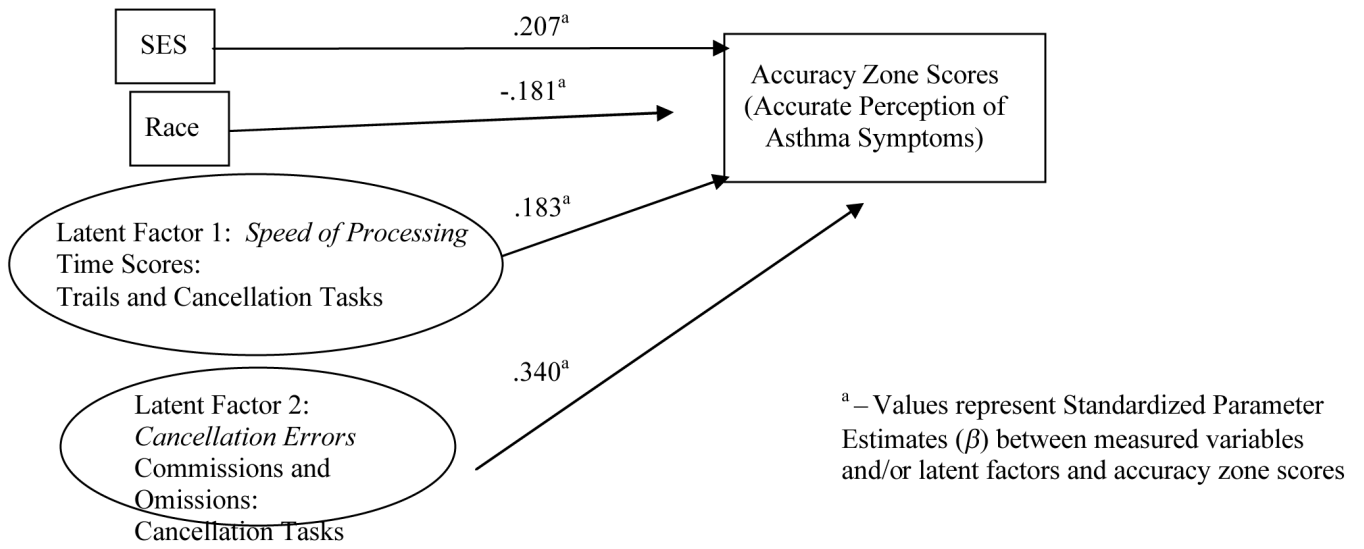 SES
.207ᵃ
Race
-.181ᵃ
Accuracy Zone Scores
(Accurate Perception of
Asthma Symptoms)
Latent Factor 1: Speed of Processing
Time Scores:
Trails and Cancellation Tasks
.183ᵃ
Latent Factor 2:
Cancellation Errors
Commissions and
Omissions:
Cancellation Tasks
.340ᵃ
ᵃ – Values represent Standardized Parameter
Estimates (β) between measured variables
and/or latent factors and accuracy zone scores